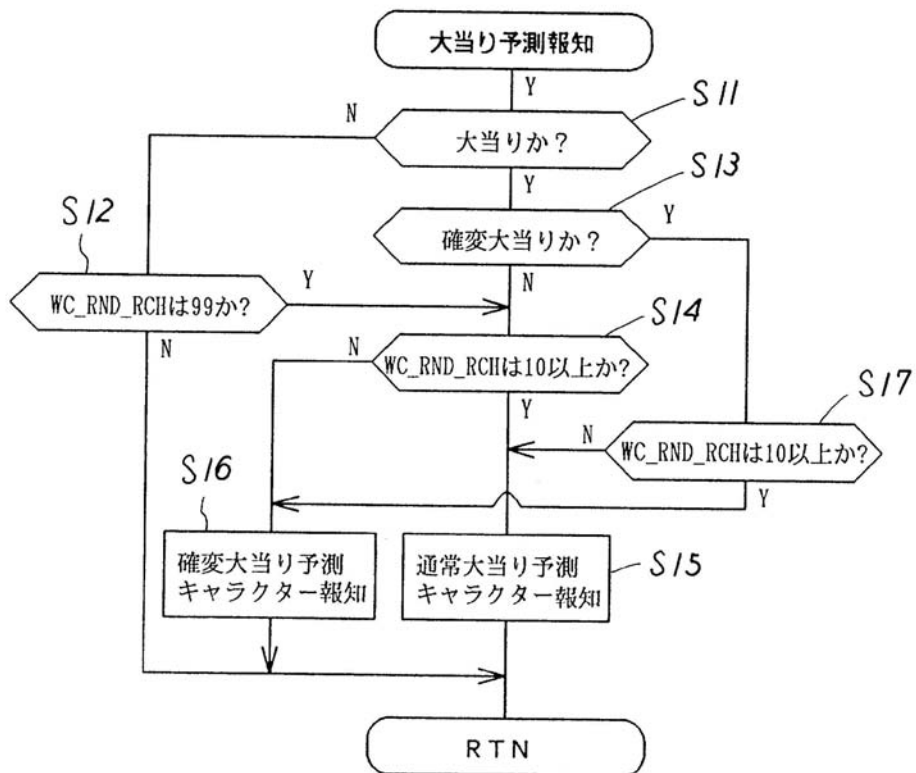 大当り予測報知
Y
S11
N
大当りか?
Y
S13
S12
Y
確変大当りか?
N
WC_RND_RCHは99か?
Y
S14
N
N
WC_RND_RCHは10以上か?
S17
Y
N
WC_RND_RCHは10以上か?
S16
Y
確変大当り予測
キャラクター報知
通常大当り予測
キャラクター報知
S15
RTN